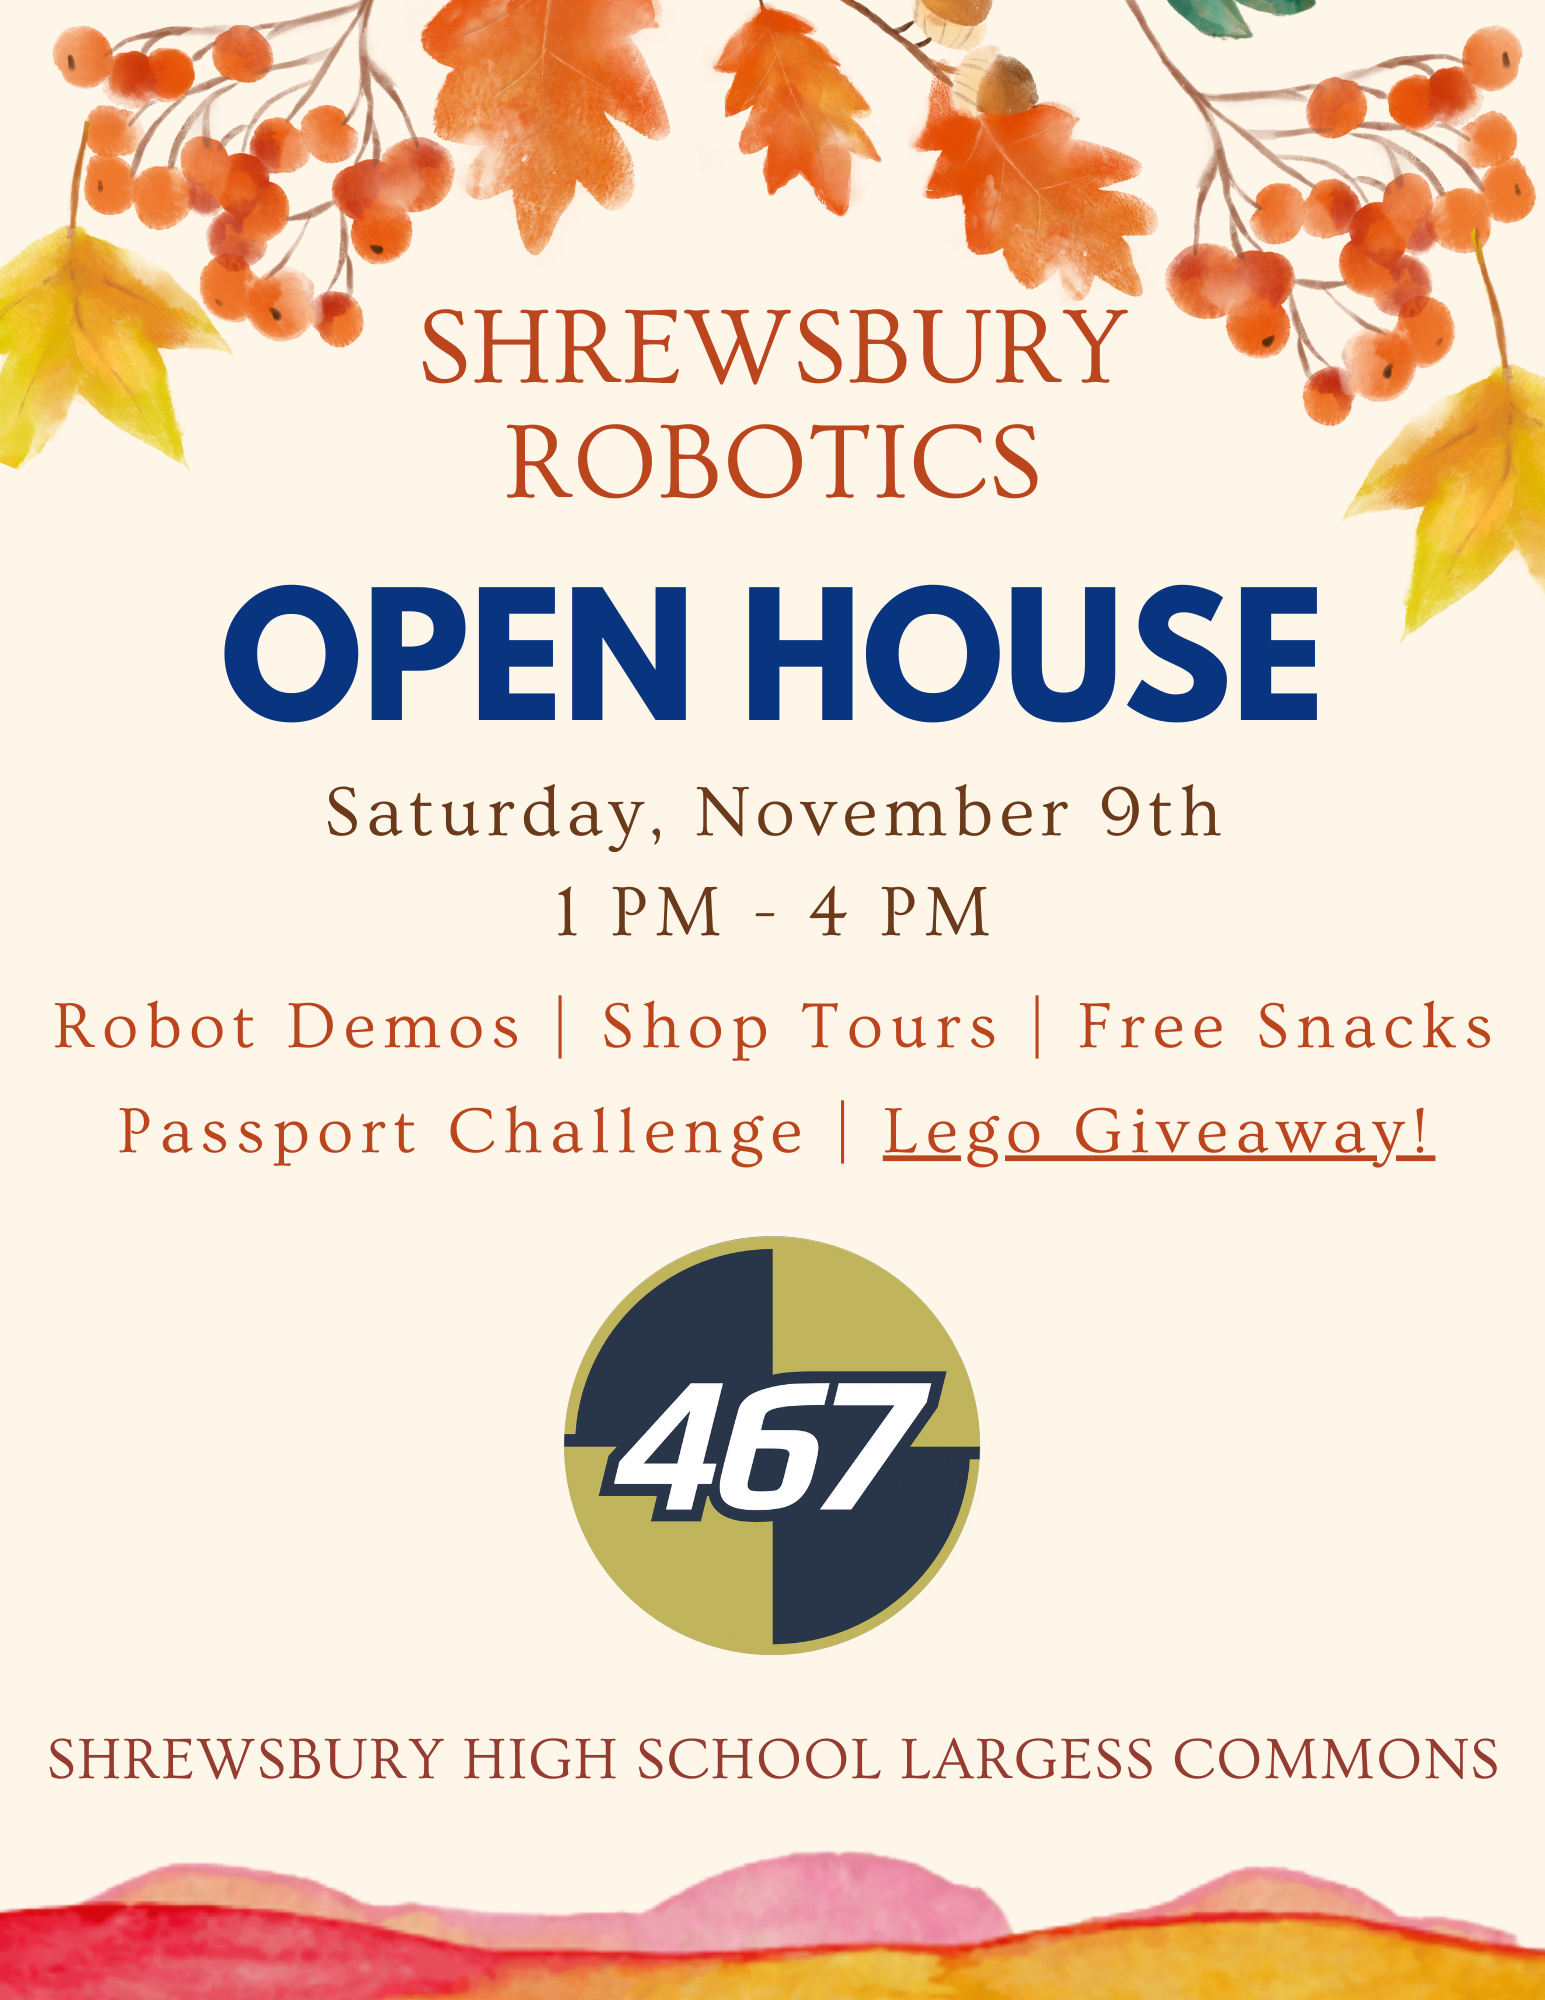 SHREWSBURY
ROBOTICS
OPEN HOUSE
Saturday, November 9th
1 PM - 4 PM
Robot Demos | Shop Tours | Free Snacks
Passport Challenge | Lego Giveaway!
467
SHREWSBURY HIGH SCHOOL LARGESS COMMONS